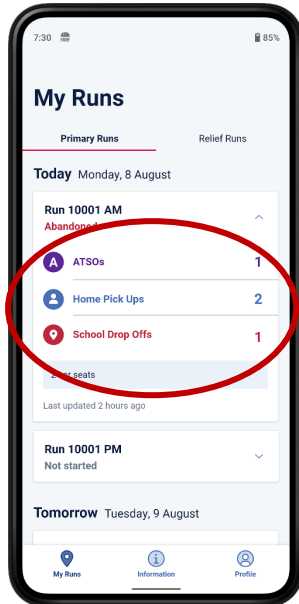 7:30 85%
My Runs
Primary Runs Relief Runs
Today Monday, 8 August
Run 10001 AM
Abandoned
A ATSOs 1
Home Pick Ups 2
School Drop Offs 1
seats
Last updated 2 hours ago
Run 10001 PM
Not started
Tomorrow Tuesday, 9 August
My Runs Information Profile